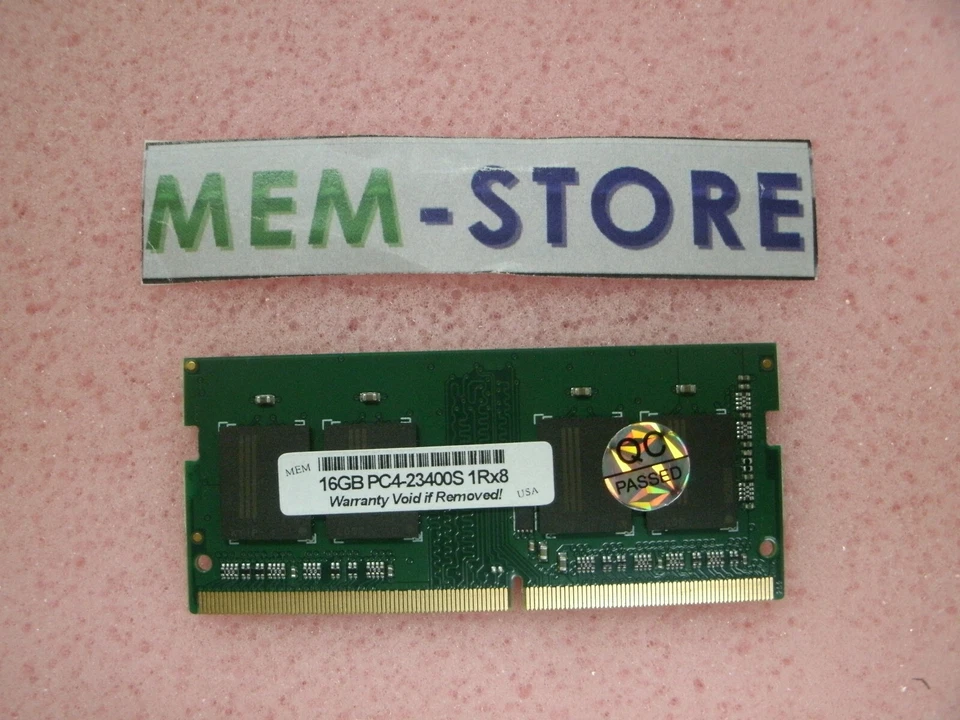 MEM-STORE
MEM
16GB PC4-23400S 1Rx8
Warranty Void if Removed!
USA
QC
PASSED